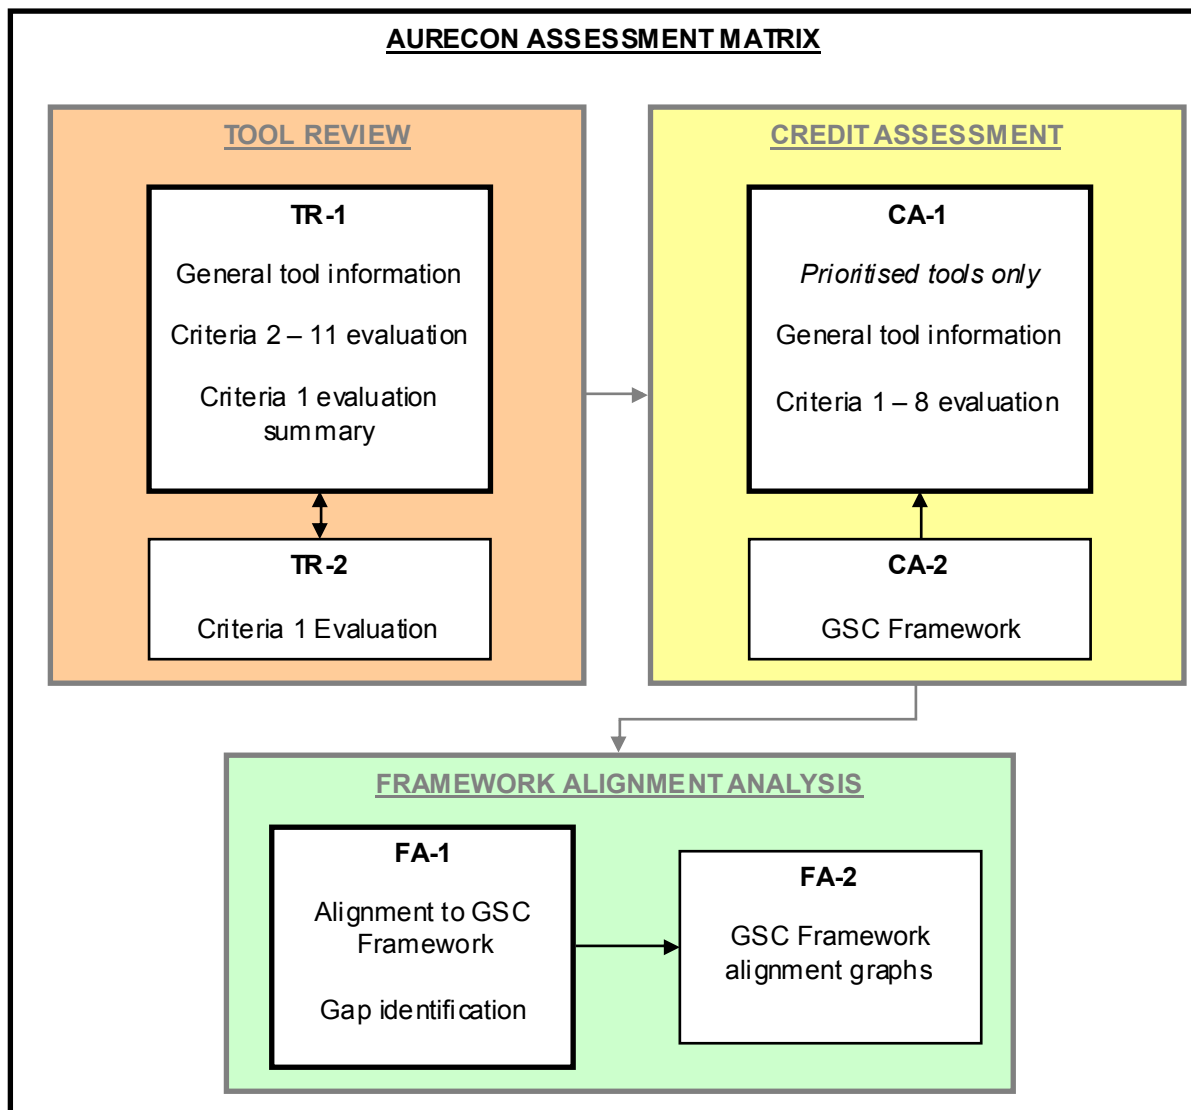 AURECON ASSESSMENT MATRIX
TOOL REVIEW
TR-1
General tool information
Criteria 2 – 11 evaluation
Criteria 1 evaluation
summary
TR-2
Criteria 1 Evaluation
CREDIT ASSESSMENT
CA-1
Prioritised tools only
General tool information
Criteria 1 – 8 evaluation
CA-2
GSC Framework
FRAMEWORK ALIGNMENT ANALYSIS
FA-1
Alignment to GSC
Framework
Gap identification
FA-2
GSC Framework
alignment graphs